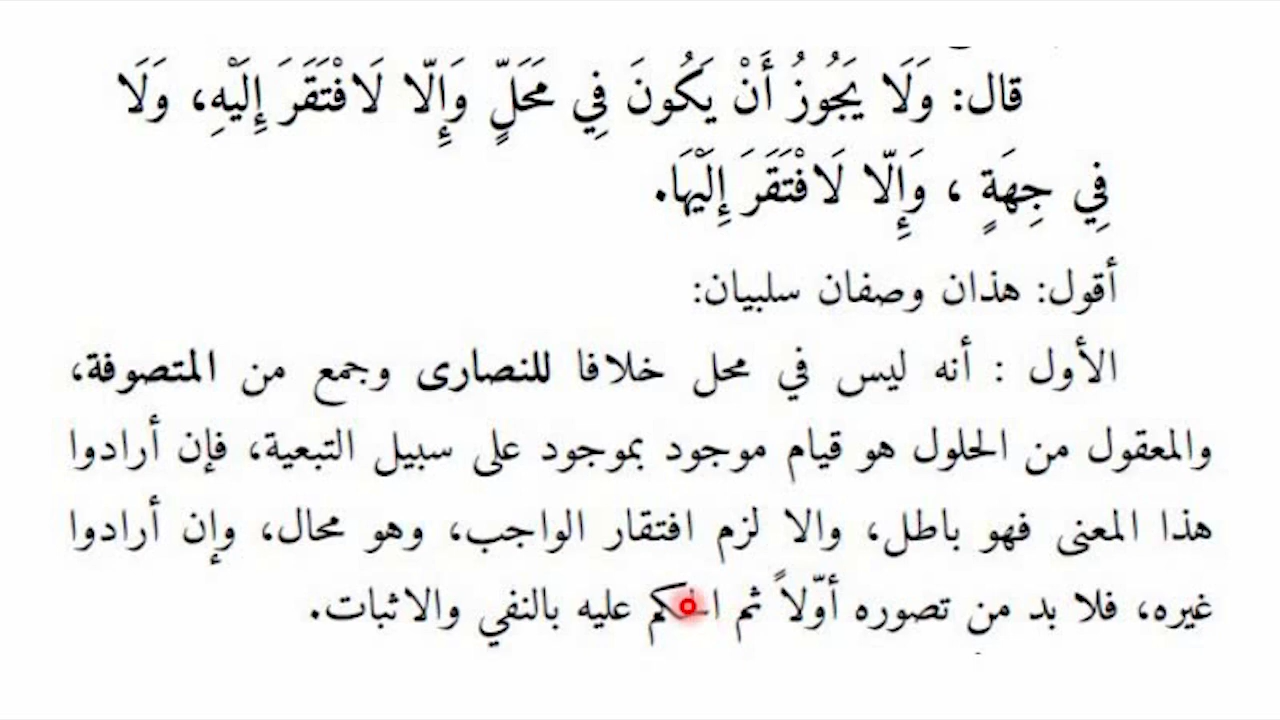 قال: وَلَا يَجُوزُ أَنْ يَكُونَ فِي مَحَلٍّ وَإِلّا لَافْتَقَرَ إِلَيْهِ، وَلَا
فِي جِهَةٍ ، وَإِلّا لَافْتَقَرَ إِلَيْهَا.
أقول: هذان وصفان سلبيان:
الأول : أنه ليس في محل خلافا للنصارى وجمع من المتصوفة،
والمعقول من الحلول هو قيام موجود بموجود على سبيل التبعية، فإن أرادوا
هذا المعنى فهو باطل، والا لزم افتقار الواجب، وهو محال، وإن أرادوا
غيره، فلا بد من تصوره أوّلاً ثم الحكم عليه بالنفي والاثبات.